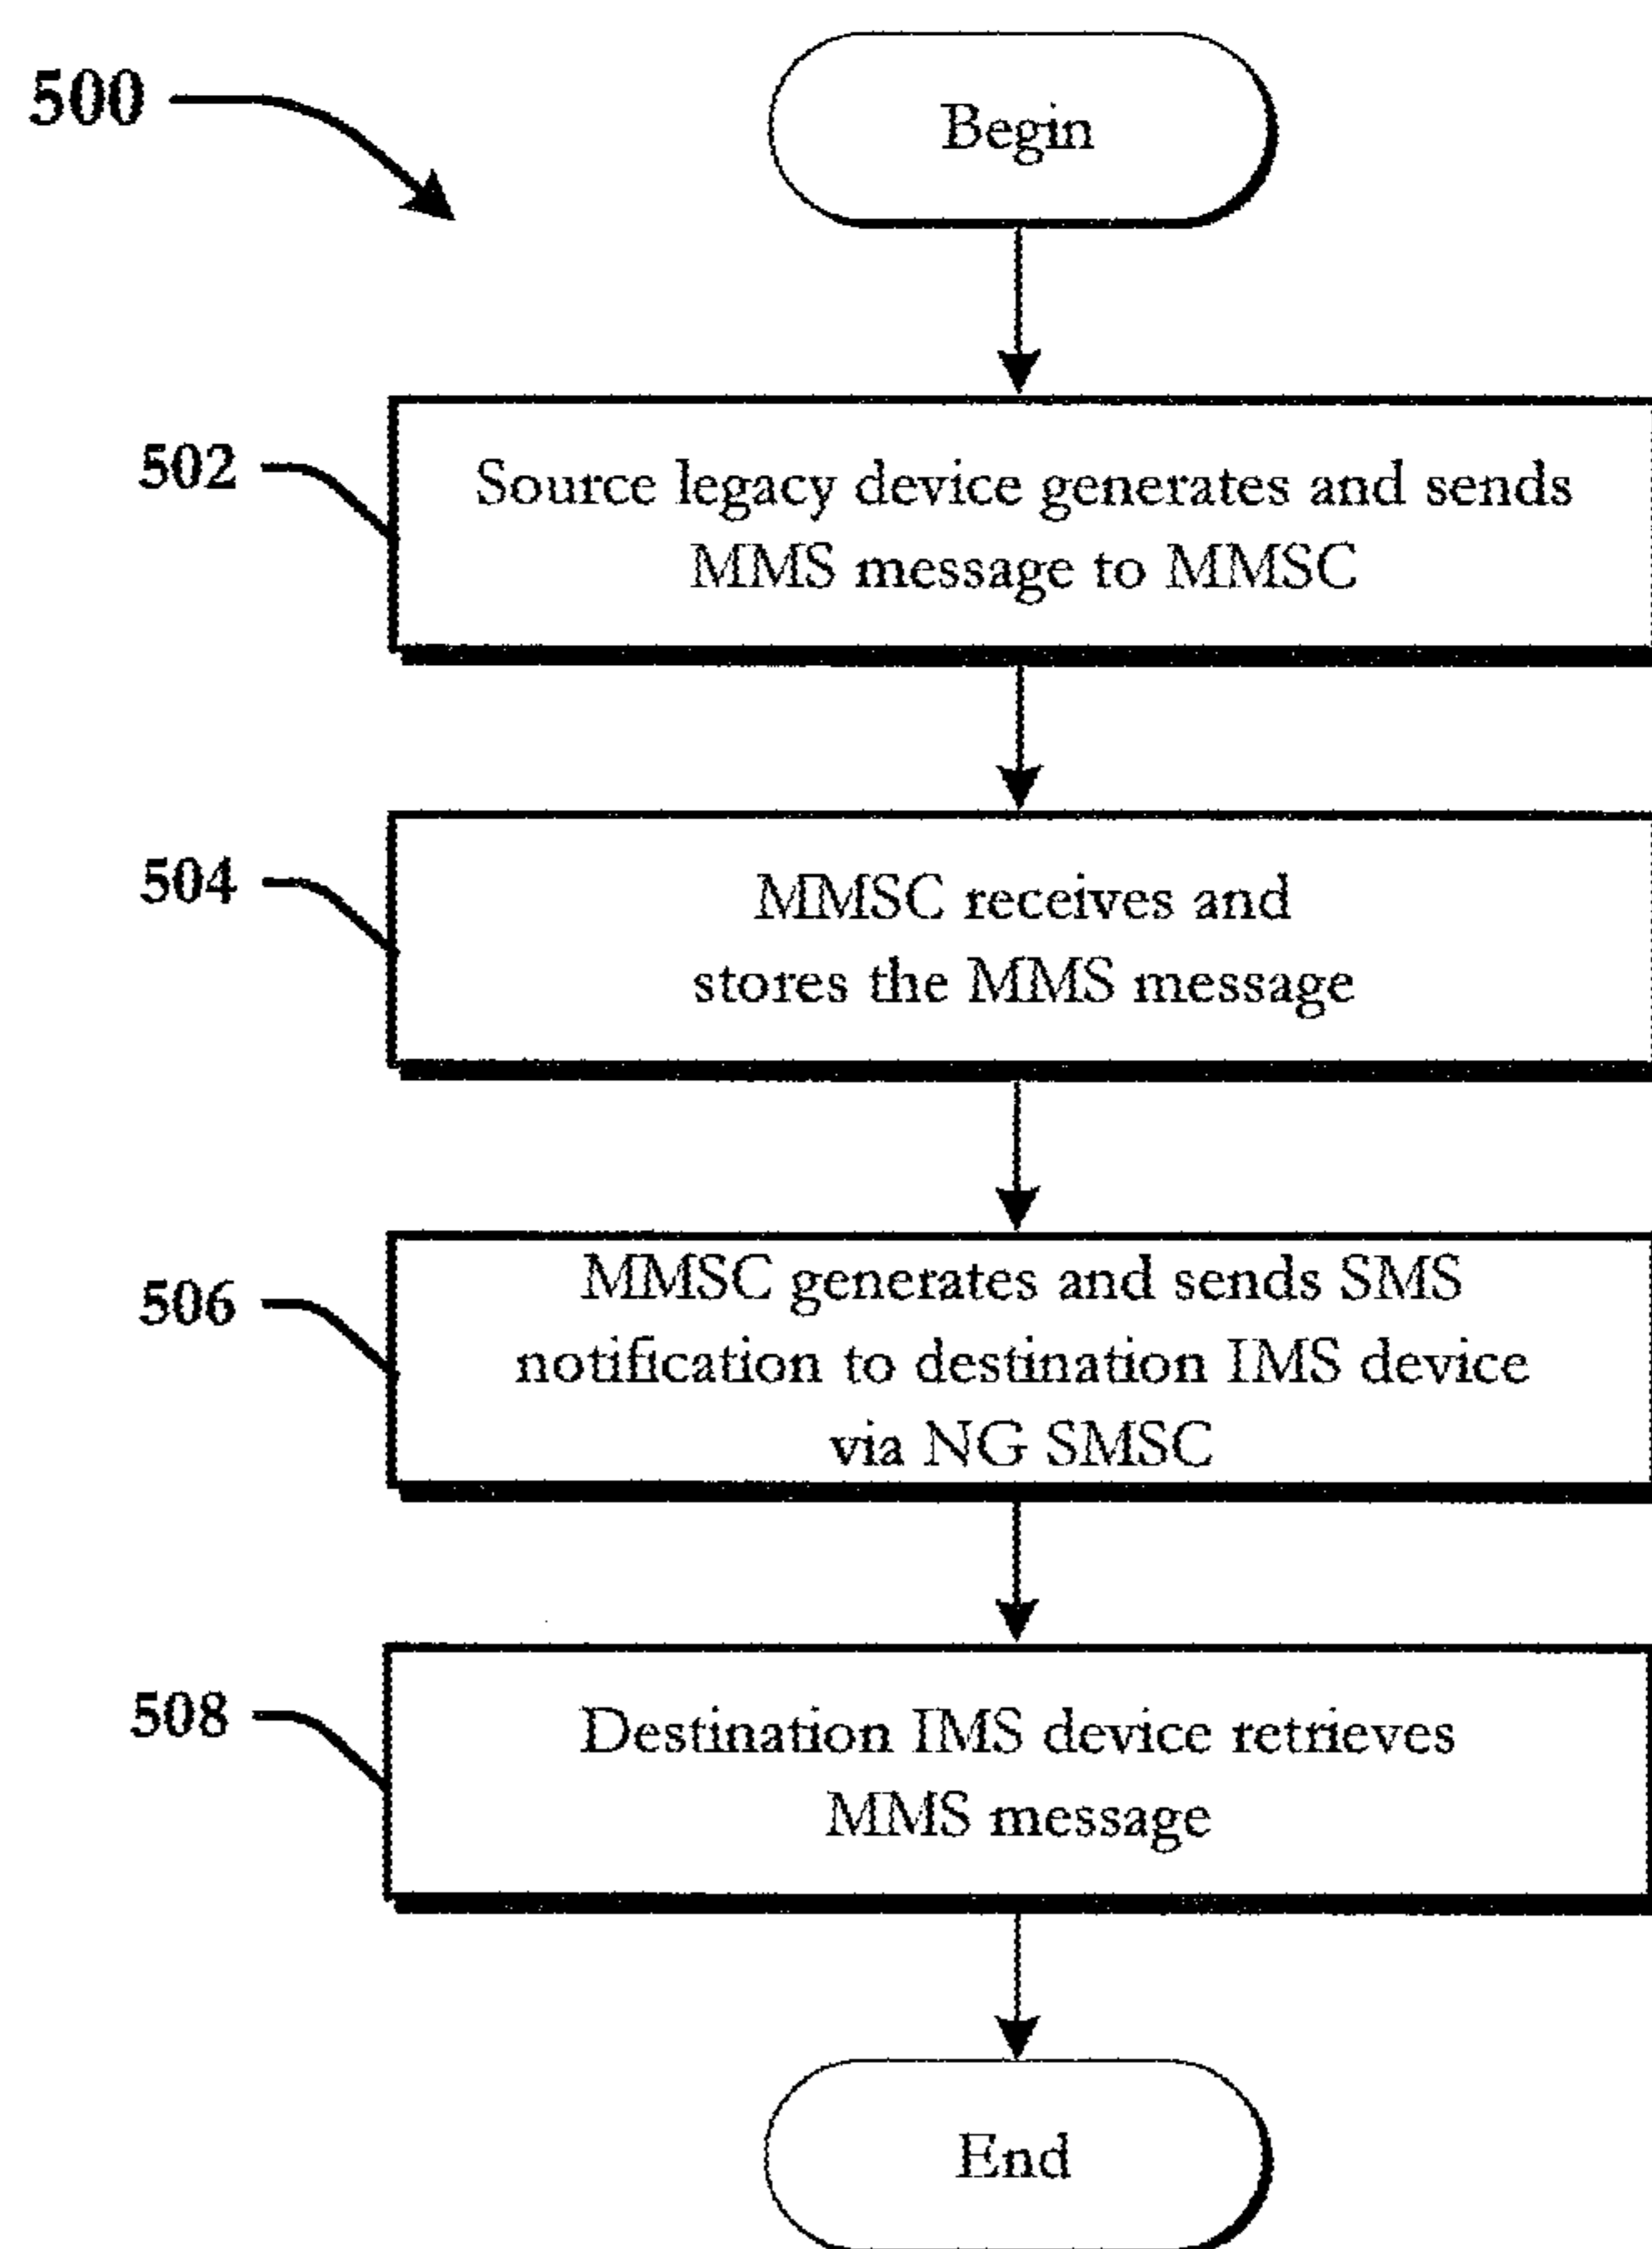 500
Begin
502
Source legacy device generates and sends
MMS message to MMSC
504
MMSC receives and
stores the MMS message
506
MMSC generates and sends SMS
notification to destination IMS device
via NG SMSC
508
Destination IMS device retrieves
MMS message
End